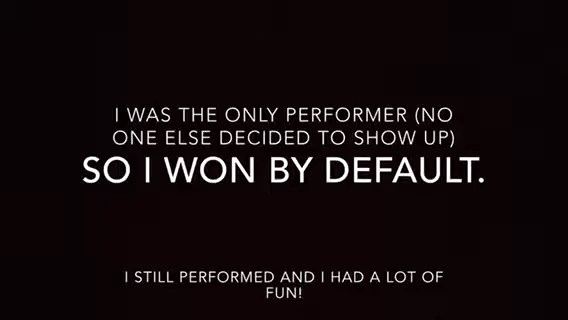 I WAS THE ONLY PERFORMER (NO
ONE ELSE DECIDED TO SHOW UP)
SO I WON BY DEFAULT.
I STILL PERFORMED AND I HAD A LOT OF
FUN!